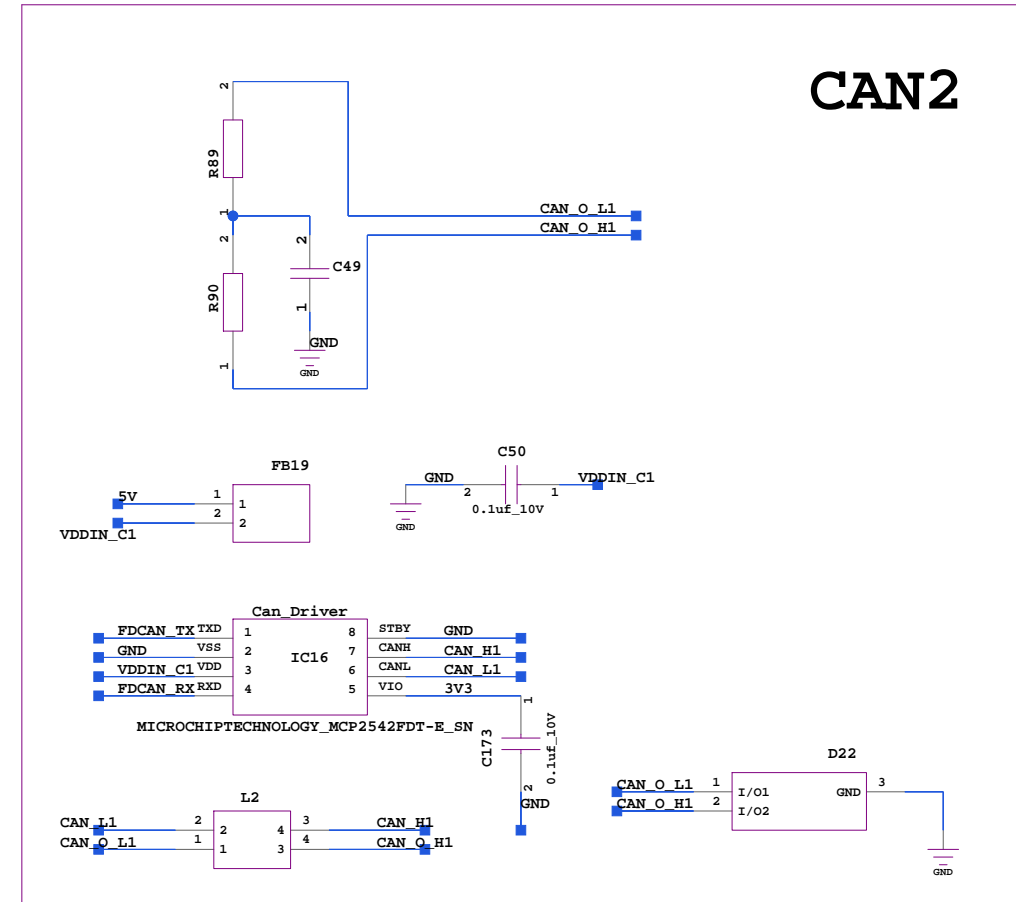 CAN2
2
R89
1
CAN_O_L1
CAN_O_H1
2
2
C49
R90
1
GND
GND
1
C50
FB19
GND
2
1
VDDIN_C1
0.1uf_10V
GND
5V
1
1
2
2
VDDIN_C1
Can_Driver
FDCAN_TX TXD 1 8 STBY GND
GND VSS 2 IC16 7 CANH CAN_H1
VDDIN_C1 VDD 3 6 CANL CAN_L1
FDCAN_RX RXD 4 5 VIO 3V3
MICROCHIPTECHNOLOGY_MCP2542FDT-E_SN
1
C173
0.1uf_10V
2
GND
D22
CAN_O_L1 1 I/O1 GND 3
CAN_O_H1 2 I/O2
GND
L2
CAN_L1 2 2 4 3 CAN_H1
CAN_O_L1 1 1 3 4 CAN_O_H1